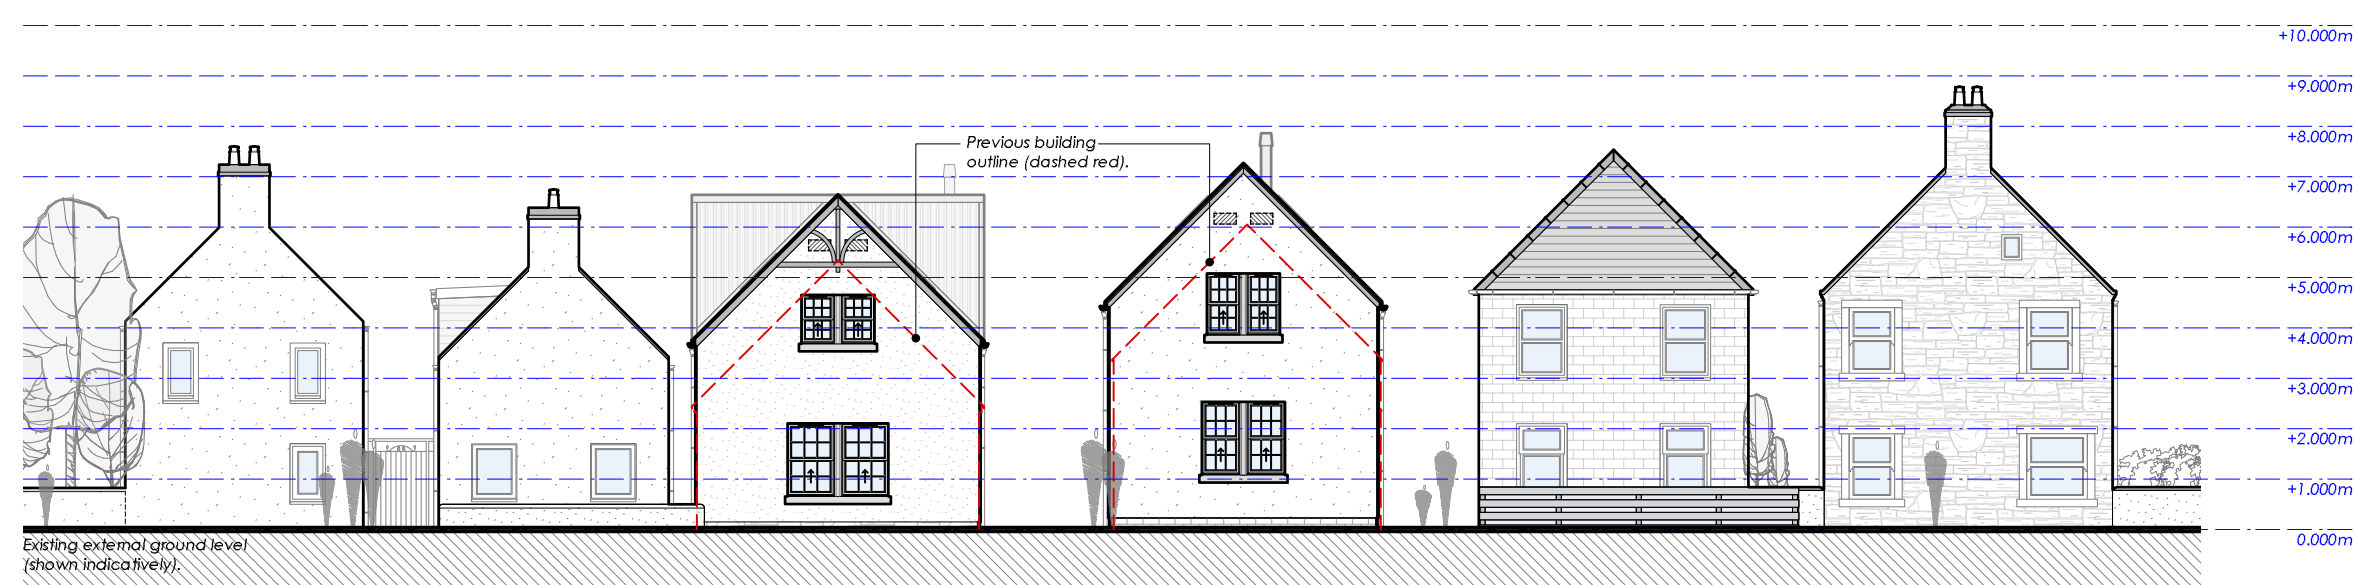 +10.000m
+9.000m
+8.000m
Previous building
outline (dashed red).
+7.000m
+6.000m
+5.000m
+4.000m
+3.000m
+2.000m
+1.000m
0.000m
Existing external ground level
(shown indicatively).